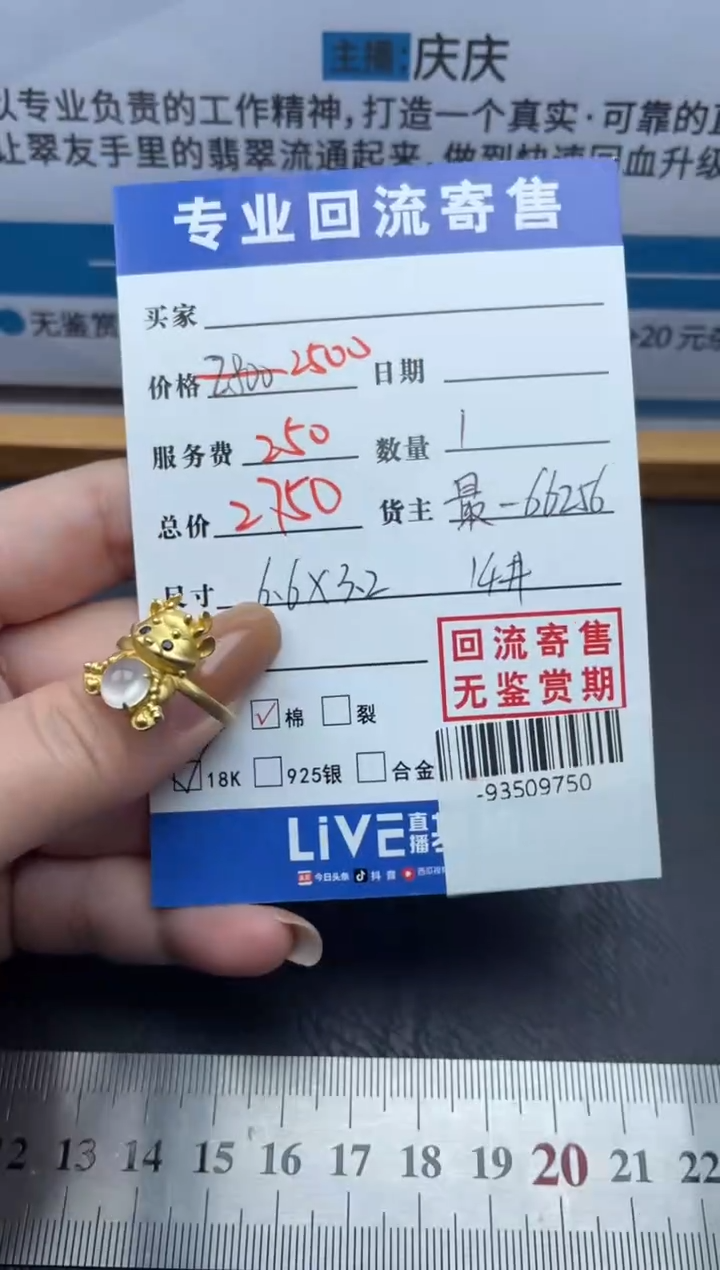 主播:庆庆
以专业负责的工作精神,打造一个真实·可靠的
让翠友手里的翡翠流通起来,做到快速回血升级
无鉴赏
+20元
专业回流寄售
买家
价格 2800 2500 日期
服务费 250 数量 1
总价 2750 货主 最-66256
尺寸 6.6×3.2 14#
回流寄售
无鉴赏期
☑棉 □裂
☑18K □925银 □合金
-93509750
LiVE 直播
今日头条 抖音 西瓜视频
12 13 14 15 16 17 18 19 20 21 22